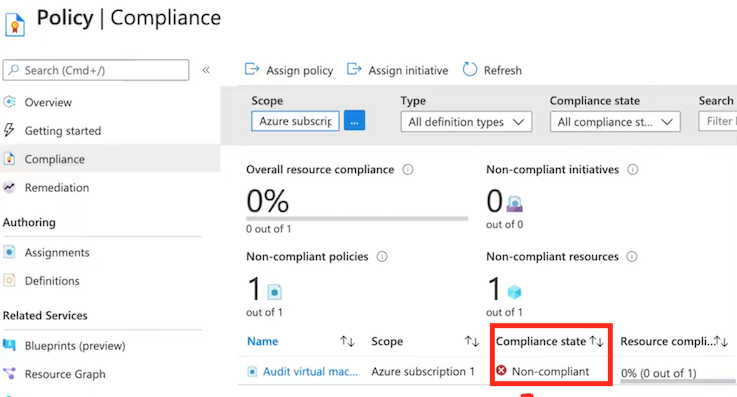 Policy | Compliance
Search (Cmd+/)
«
Overview
Getting started
Compliance
Remediation
Authoring
Assignments
Definitions
Related Services
Blueprints (preview)
Resource Graph
Assign policy Assign initiative Refresh
Scope Type Compliance state Search
Azure subscrip ... All definition types All compliance st... Filter
Overall resource compliance Non-compliant initiatives
0% 0
0 out of 1 out of 0
Non-compliant policies Non-compliant resources
1 1
out of 1 out of 1
Name Scope Compliance state Resource compli...
Audit virtual mac... Azure subscription 1 Non-compliant 0% (0 out of 1)